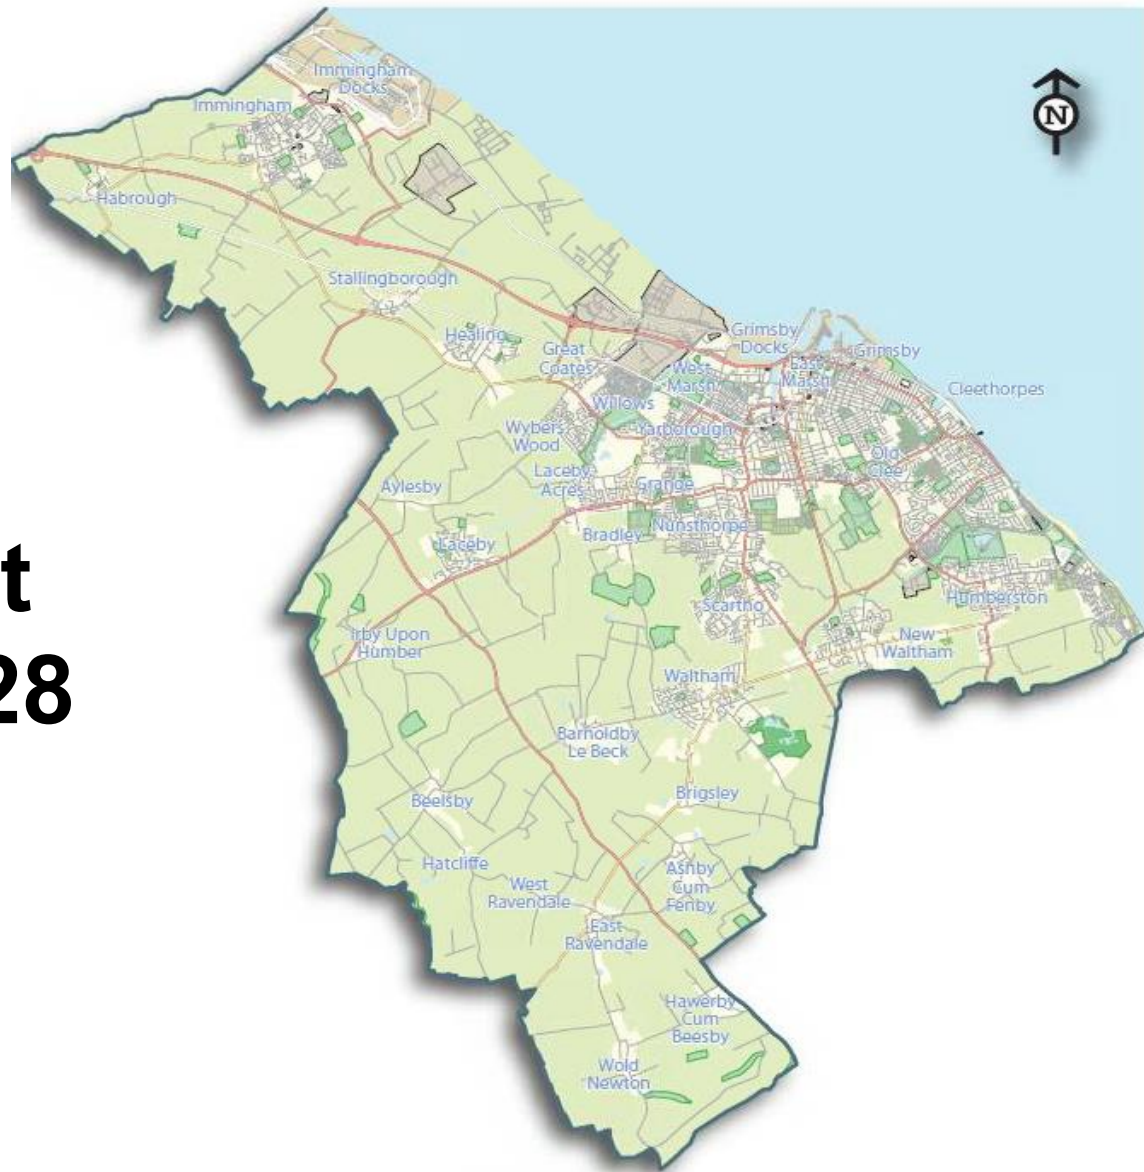 Immingham
Docks
Immingham
N
Habrough
Stallingborough
Healing
Great
Coates
Grimsby
Docks
Grimsby
West
Marsh
East
Marsh
Cleethorpes
Willows
Wybers
Wood
Yarborough
Old
Clee
Laceby
Acres
Grange
Aylesby
Nunsthorpe
Bradley
Laceby
t
28
Scartho
Humberston
Irby Upon
Humber
New
Waltham
Waltham
Barnoldby
Le Beck
Beelsby
Brigsley
Hatcliffe
Ashby
Cum
Fenby
West
Ravendale
East
Ravendale
Hawerby
Cum
Beesby
Wold
Newton